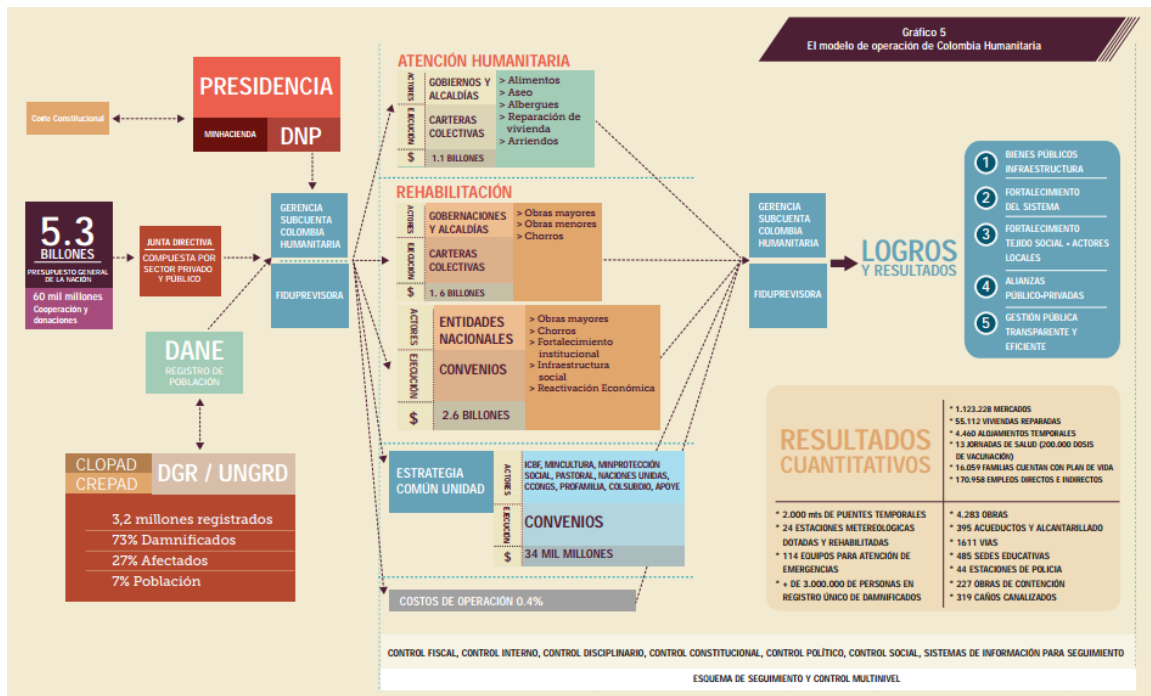 Gráfico 5
El modelo de operación de Colombia Humanitaria
Corte Constitucional
PRESIDENCIA
MINHACIENDA
DNP
5.3
BILLONES
PRESUPUESTO GENERAL
DE LA NACIÓN
60 mil millones
Cooperación y
donaciones
JUNTA DIRECTIVA
COMPUESTA POR
SECTOR PRIVADO
Y PÚBLICO
GERENCIA
SUBCUENTA
COLOMBIA
HUMANITARIA
FIDUPREVISORA
DANE
REGISTRO DE
POBLACIÓN
CLOPAD
CREPAD
DGR / UNGRD
3,2 millones registrados
73% Damnificados
27% Afectados
7% Población
ATENCIÓN HUMANITARIA
ACTORES
GOBIERNOS Y
ALCALDÍAS
EJECUCIÓN
CARTERAS
COLECTIVAS
$
1.1 BILLONES
> Alimentos
> Aseo
> Albergues
> Reparación de
vivienda
> Arriendos
REHABILITACIÓN
ACTORES
GOBERNACIONES
Y ALCALDÍAS
EJECUCIÓN
CARTERAS
COLECTIVAS
$
1. 6 BILLONES
> Obras mayores
> Obras menores
> Chorros
ACTORES
ENTIDADES
NACIONALES
EJECUCIÓN
CONVENIOS
$
2.6 BILLONES
> Obras mayores
> Chorros
> Fortalecimiento
institucional
> Infraestructura
social
> Reactivación Económica
ESTRATEGIA
COMÚN UNIDAD
ACTORES
ICBF, MINCULTURA, MINPROTECCIÓN
SOCIAL, PASTORAL, NACIONES UNIDAS,
CCONGS, PROFAMILIA, COLSUBDIO, APOYE
EJECUCIÓN
CONVENIOS
$
34 MIL MILLONES
COSTOS DE OPERACIÓN 0.4%
GERENCIA
SUBCUENTA
COLOMBIA
HUMANITARIA
FIDUPREVISORA
LOGROS
Y RESULTADOS
1 BIENES PÚBLICOS
INFRAESTRUCTURA
2 FORTALECIMIENTO
DEL SISTEMA
3 FORTALECIMIENTO
TEJIDO SOCIAL - ACTORES
LOCALES
4 ALIANZAS
PÚBLICO-PRIVADAS
5 GESTIÓN PÚBLICA
TRANSPARENTE Y
EFICIENTE
RESULTADOS
CUANTITATIVOS
* 1.123.228 MERCADOS
* 55.112 VIVIENDAS REPARADAS
* 4.460 ALOJAMIENTOS TEMPORALES
* 13 JORNADAS DE SALUD (200.000 DOSIS
DE VACUNACIÓN)
* 16.059 FAMILIAS CUENTAN CON PLAN DE VIDA
* 170.958 EMPLEOS DIRECTOS E INDIRECTOS
* 2.000 mts DE PUENTES TEMPORALES
* 24 ESTACIONES METEREOLOGICAS
DOTADAS Y REHABILITADAS
* 114 EQUIPOS PARA ATENCIÓN DE
EMERGENCIAS
* + DE 3.000.000 DE PERSONAS EN
REGISTRO ÚNICO DE DAMNIFICADOS
* 4.283 OBRAS
* 395 ACUEDUCTOS Y ALCANTARILLADO
* 1611 VIAS
* 485 SEDES EDUCATIVAS
* 44 ESTACIONES DE POLICIA
* 227 OBRAS DE CONTENCIÓN
* 319 CAÑOS CANALIZADOS
CONTROL FISCAL, CONTROL INTERNO, CONTROL DISCIPLINARIO, CONTROL CONSTITUCIONAL, CONTROL POLÍTICO, CONTROL SOCIAL, SISTEMAS DE INFORMACIÓN PARA SEGUIMIENTO
ESQUEMA DE SEGUIMIENTO Y CONTROL MULTINIVEL